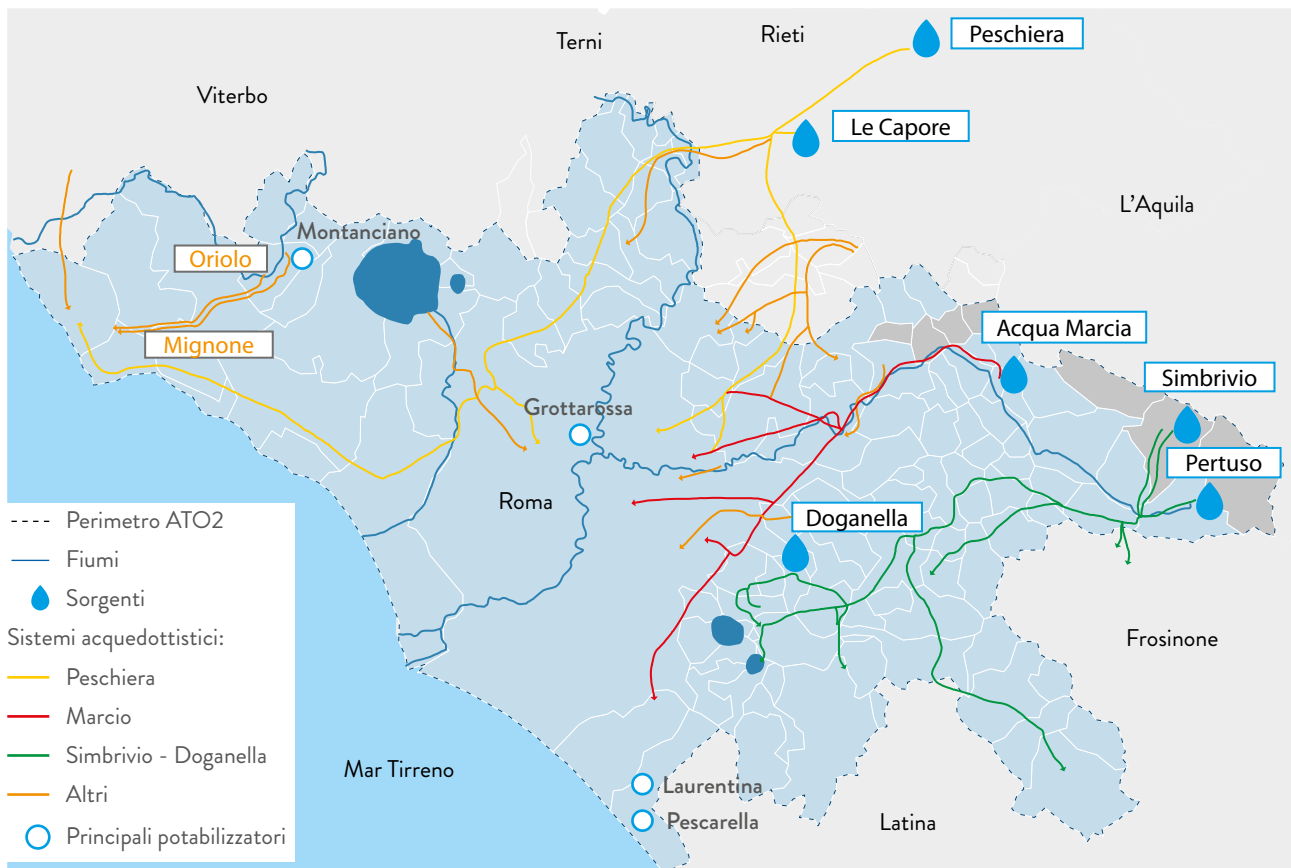 Terni
Rieti
Peschiera
Viterbo
Le Capore
L'Aquila
Montanciano
Oriolo
Mignone
Acqua Marcia
Simbrivio
Grottarossa
Pertuso
Roma
Doganella
Frosinone
Mar Tirreno
Laurentina
Pescarella
Latina
Perimetro ATO2
Fiumi
Sorgenti
Sistemi acquedottistici:
Peschiera
Marcio
Simbrivio - Doganella
Altri
Principali potabilizzatori